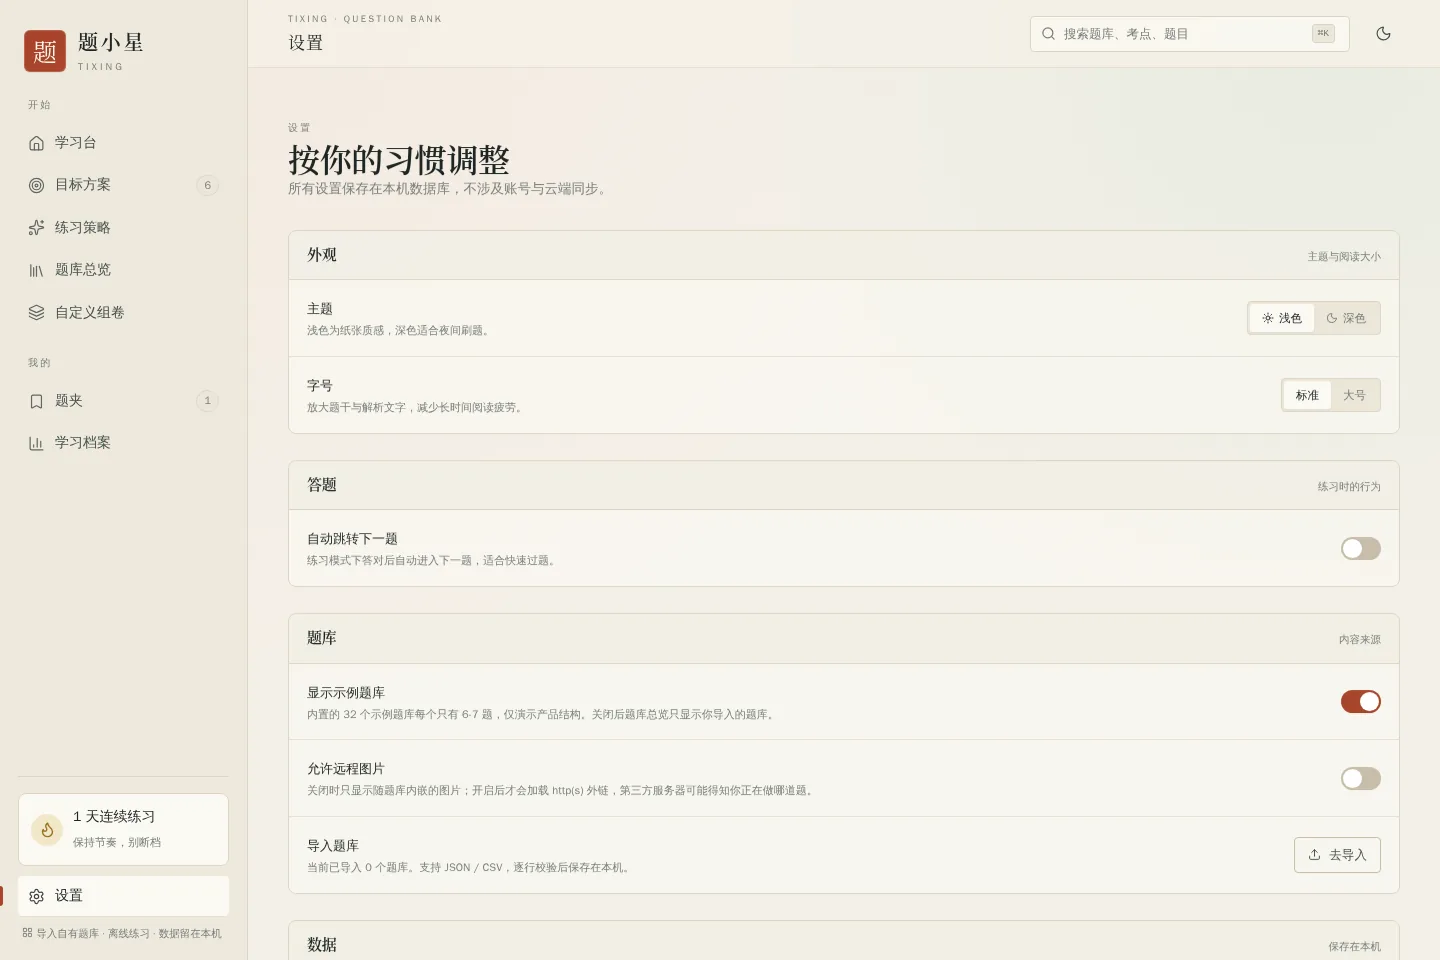 题
题小星
TIXING
开始
学习台
目标方案
6
练习策略
题库总览
自定义组卷
我的
题夹
1
学习档案
1 天连续练习
保持节奏，别断档
设置
导入自有题库 · 离线练习 · 数据留在本机
TIXING · QUESTION BANK
设置
搜索题库、考点、题目
⌘K
设置
按你的习惯调整
所有设置保存在本机数据库，不涉及账号与云端同步。
外观
主题与阅读大小
主题
浅色为纸张质感，深色适合夜间刷题。
浅色
深色
字号
放大题干与解析文字，减少长时间阅读疲劳。
标准
大号
答题
练习时的行为
自动跳转下一题
练习模式下答对后自动进入下一题，适合快速过题。
题库
内容来源
显示示例题库
内置的 32 个示例题库每个只有 6-7 题，仅演示产品结构。关闭后题库总览只显示你导入的题库。
允许远程图片
关闭时只显示随题库内嵌的图片；开启后才会加载 http(s) 外链，第三方服务器可能得知你正在做哪道题。
导入题库
当前已导入 0 个题库。支持 JSON / CSV，逐行校验后保存在本机。
去导入
数据
保存在本机